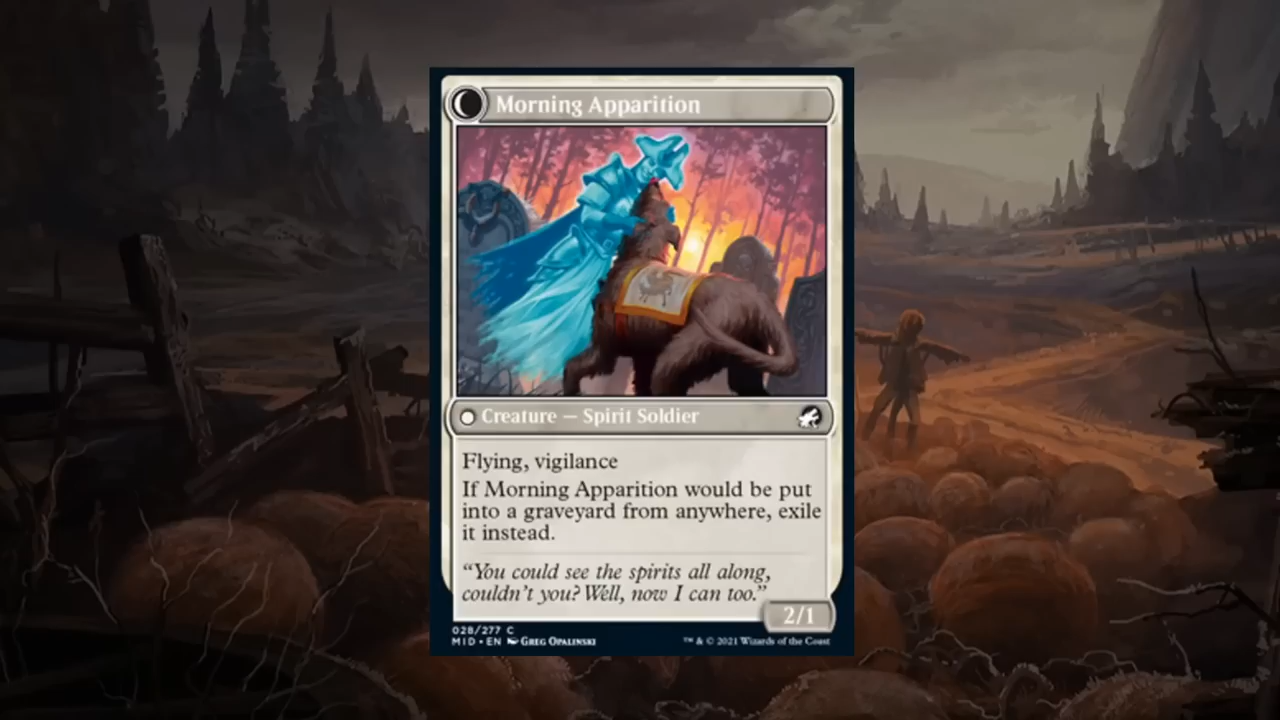 Morning Apparition
Creature — Spirit Soldier
Flying, vigilance
If Morning Apparition would be put
into a graveyard from anywhere, exile
it instead.
“You could see the spirits all along,
couldn’t you? Well, now I can too.”
2/1
028/277 C
MID • EN Greg Opalinski
™ & © 2021 Wizards of the Coast